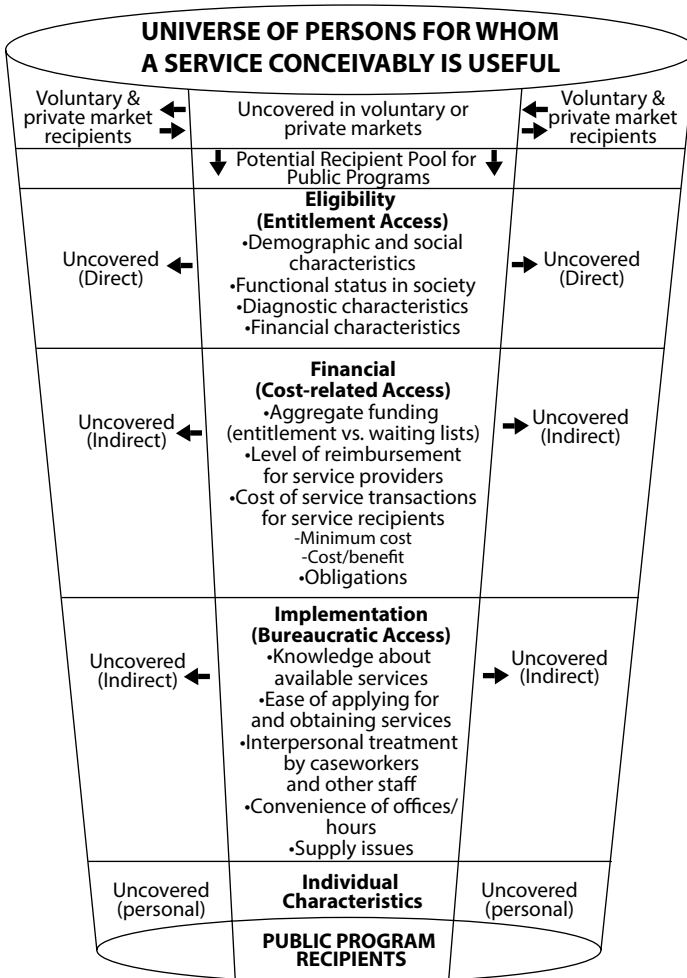 UNIVERSE OF PERSONS FOR WHOM
A SERVICE CONCEIVABLY IS USEFUL
Voluntary &
private market
recipients
Uncovered in voluntary or
private markets
Voluntary &
private market
recipients
Potential Recipient Pool for
Public Programs
Eligibility
(Entitlement Access)
•Demographic and social
characteristics
•Functional status in society
•Diagnostic characteristics
•Financial characteristics
Uncovered
(Direct)
Uncovered
(Direct)
Financial
(Cost-related Access)
•Aggregate funding
(entitlement vs. waiting lists)
•Level of reimbursement
for service providers
•Cost of service transactions
for service recipients
-Minimum cost
-Cost/benefit
•Obligations
Uncovered
(Indirect)
Uncovered
(Indirect)
Implementation
(Bureaucratic Access)
•Knowledge about
available services
•Ease of applying for
and obtaining services
•Interpersonal treatment
by caseworkers
and other staff
•Convenience of offices/
hours
•Supply issues
Uncovered
(Indirect)
Uncovered
(Indirect)
Uncovered
(personal)
Individual
Characteristics
Uncovered
(personal)
PUBLIC PROGRAM
RECIPIENTS